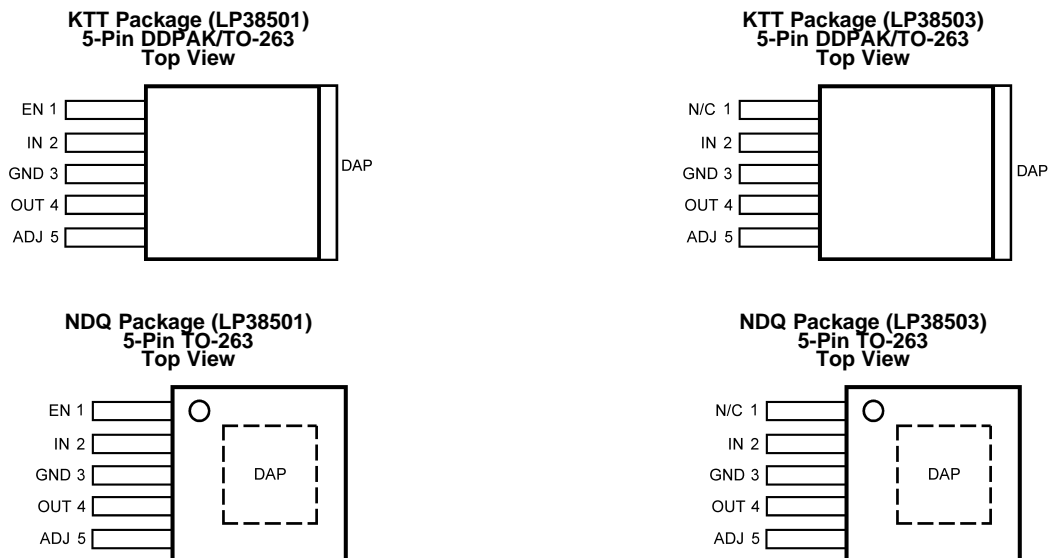 KTT Package (LP38501)
5-Pin DDPAK/TO-263
Top View
EN 1
IN 2
GND 3
OUT 4
ADJ 5
DAP
KTT Package (LP38503)
5-Pin DDPAK/TO-263
Top View
N/C 1
IN 2
GND 3
OUT 4
ADJ 5
DAP
NDQ Package (LP38501)
5-Pin TO-263
Top View
EN 1
IN 2
GND 3
OUT 4
ADJ 5
DAP
NDQ Package (LP38503)
5-Pin TO-263
Top View
N/C 1
IN 2
GND 3
OUT 4
ADJ 5
DAP